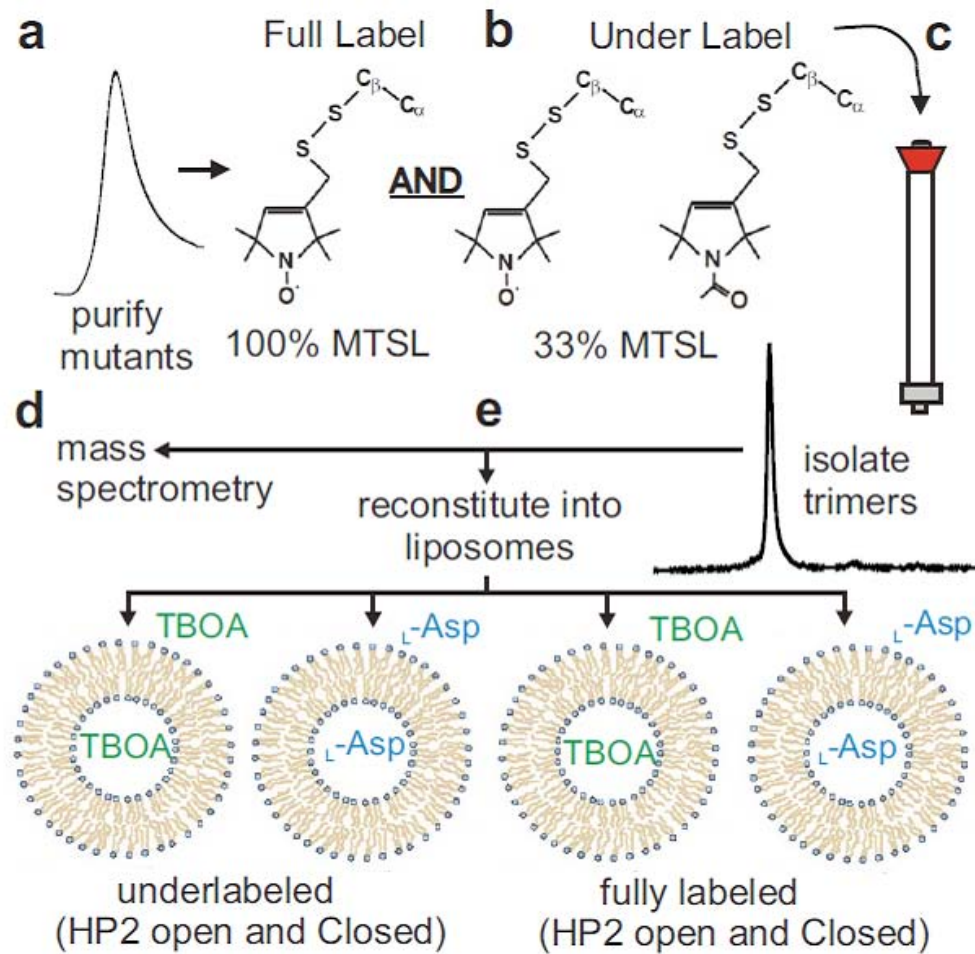 a
Full Label
b
Under Label
c
Cβ
Cα
S
S
N
O·
Cβ
Cα
S
S
N
O·
Cβ
Cα
S
S
N
O
AND
purify
mutants
100% MTSL
33% MTSL
d
mass
spectrometry
e
reconstitute into
liposomes
isolate
trimers
TBOA
L-Asp
TBOA
L-Asp
TBOA
L-Asp
TBOA
L-Asp
underlabeled
(HP2 open and Closed)
fully labeled
(HP2 open and Closed)